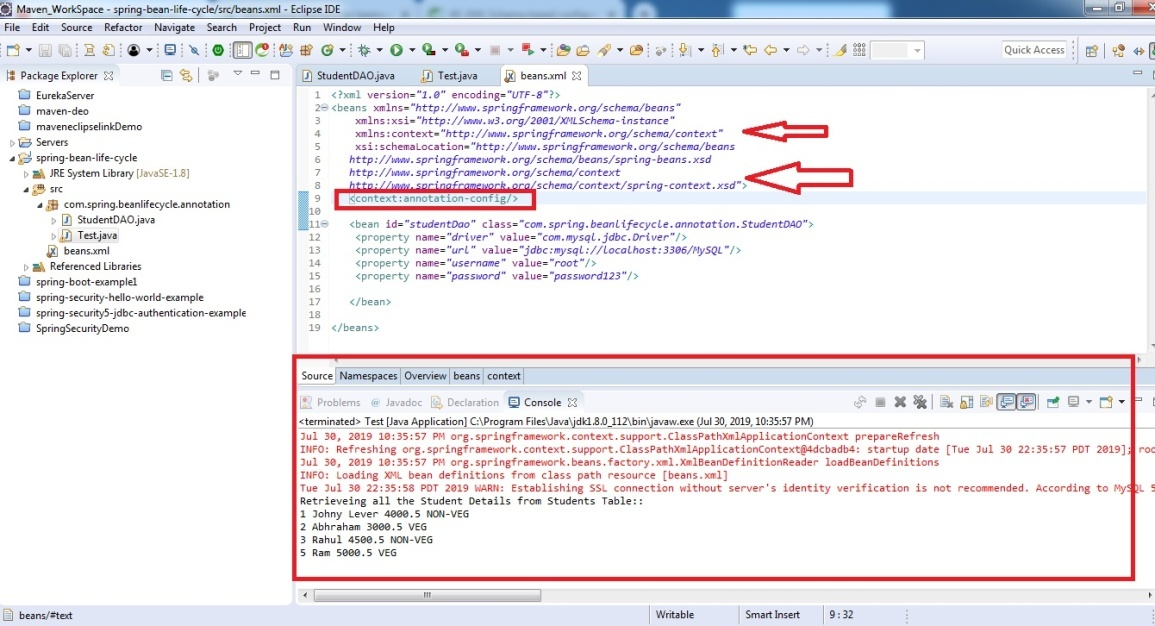 Maven_WorkSpace - spring-bean-life-cycle/src/beans.xml - Eclipse IDE
File Edit Source Refactor Navigate Search Project Run Window Help
Quick Access
Package Explorer
EurekaServer
maven-deo
maveneclipselinkDemo
Servers
spring-bean-life-cycle
JRE System Library [JavaSE-1.8]
src
com.spring.beanlifecycle.annotation
StudentDAO.java
Test.java
beans.xml
Referenced Libraries
spring-boot-example1
spring-security-hello-world-example
spring-security5-jdbc-authentication-example
SpringSecurityDemo
StudentDAO.java Test.java beans.xml
1 <?xml version="1.0" encoding="UTF-8"?>
2 <beans xmlns="http://www.springframework.org/schema/beans"
3 xmlns:xsi="http://www.w3.org/2001/XMLSchema-instance"
4 xmlns:context="http://www.springframework.org/schema/context"
5 xsi:schemaLocation="http://www.springframework.org/schema/beans
6 http://www.springframework.org/schema/beans/spring-beans.xsd
7 http://www.springframework.org/schema/context
8 http://www.springframework.org/schema/context/spring-context.xsd">
9 <context:annotation-config/>
10
11 <bean id="studentDao" class="com.spring.beanlifecycle.annotation.StudentDAO">
12 <property name="driver" value="com.mysql.jdbc.Driver"/>
13 <property name="url" value="jdbc:mysql://localhost:3306/MySQL"/>
14 <property name="username" value="root"/>
15 <property name="password" value="password123"/>
16
17 </bean>
18
19 </beans>
Source Namespaces Overview beans context
Problems @ Javadoc Declaration Console
<terminated> Test [Java Application] C:\Program Files\Java\jdk1.8.0_112\bin\javaw.exe (Jul 30, 2019, 10:35:57 PM)
Jul 30, 2019 10:35:57 PM org.springframework.context.support.ClassPathXmlApplicationContext prepareRefresh
INFO: Refreshing org.springframework.context.support.ClassPathXmlApplicationContext@4dcbadb4: startup date [Tue Jul 30 22:35:57 PDT 2019]; roo
Jul 30, 2019 10:35:57 PM org.springframework.beans.factory.xml.XmlBeanDefinitionReader loadBeanDefinitions
INFO: Loading XML bean definitions from class path resource [beans.xml]
Tue Jul 30 22:35:58 PDT 2019 WARN: Establishing SSL connection without server's identity verification is not recommended. According to MySQL 5
Retreveing all the Student Details from Students Table::
1 Johny Lever 4000.5 NON-VEG
2 Abhraham 3000.5 VEG
3 Rahul 4500.5 NON-VEG
5 Ram 5000.5 VEG
beans/#text Writable Smart Insert 9 : 32